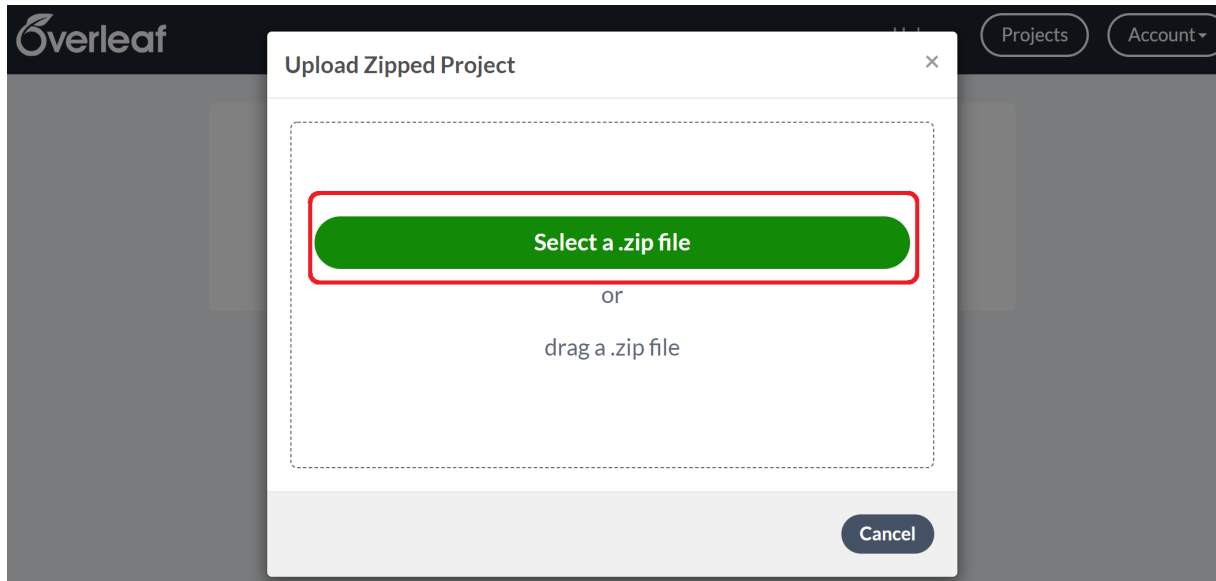 Overleaf
Projects
Account
Upload Zipped Project
×
Select a .zip file
or
drag a .zip file
Cancel